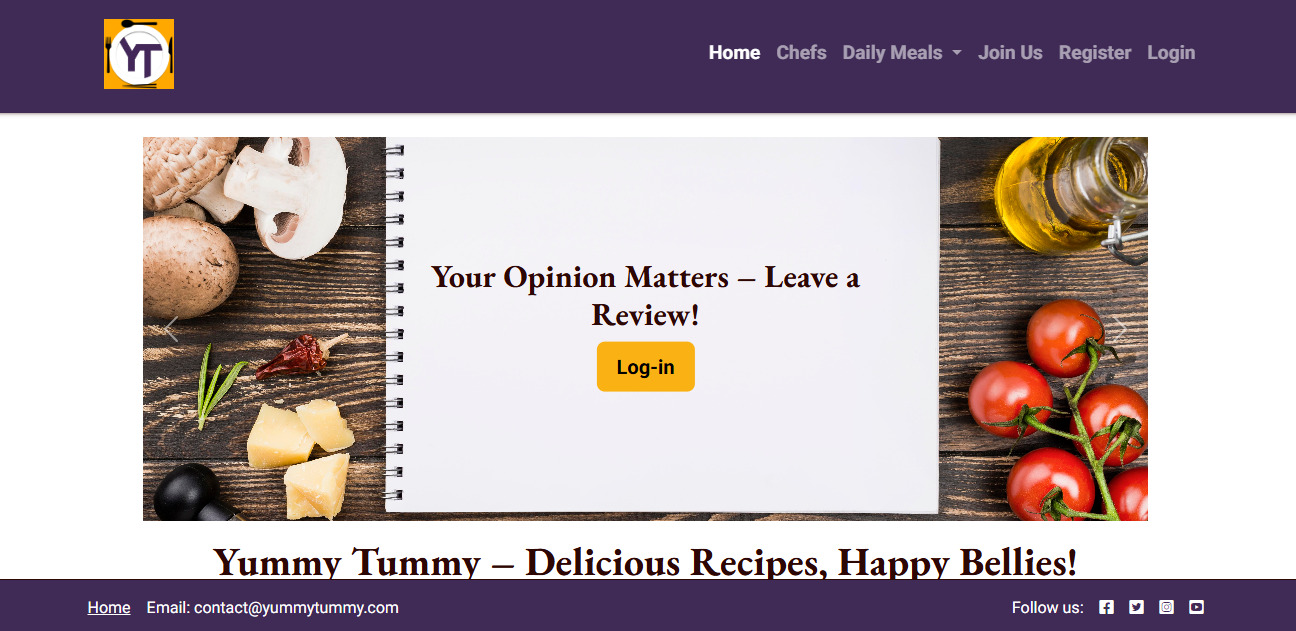 YT
Home Chefs Daily Meals Join Us Register Login
Your Opinion Matters – Leave a
Review!
Log-in
Yummy Tummy – Delicious Recipes, Happy Bellies!
Home Email: contact@yummytummy.com Follow us: